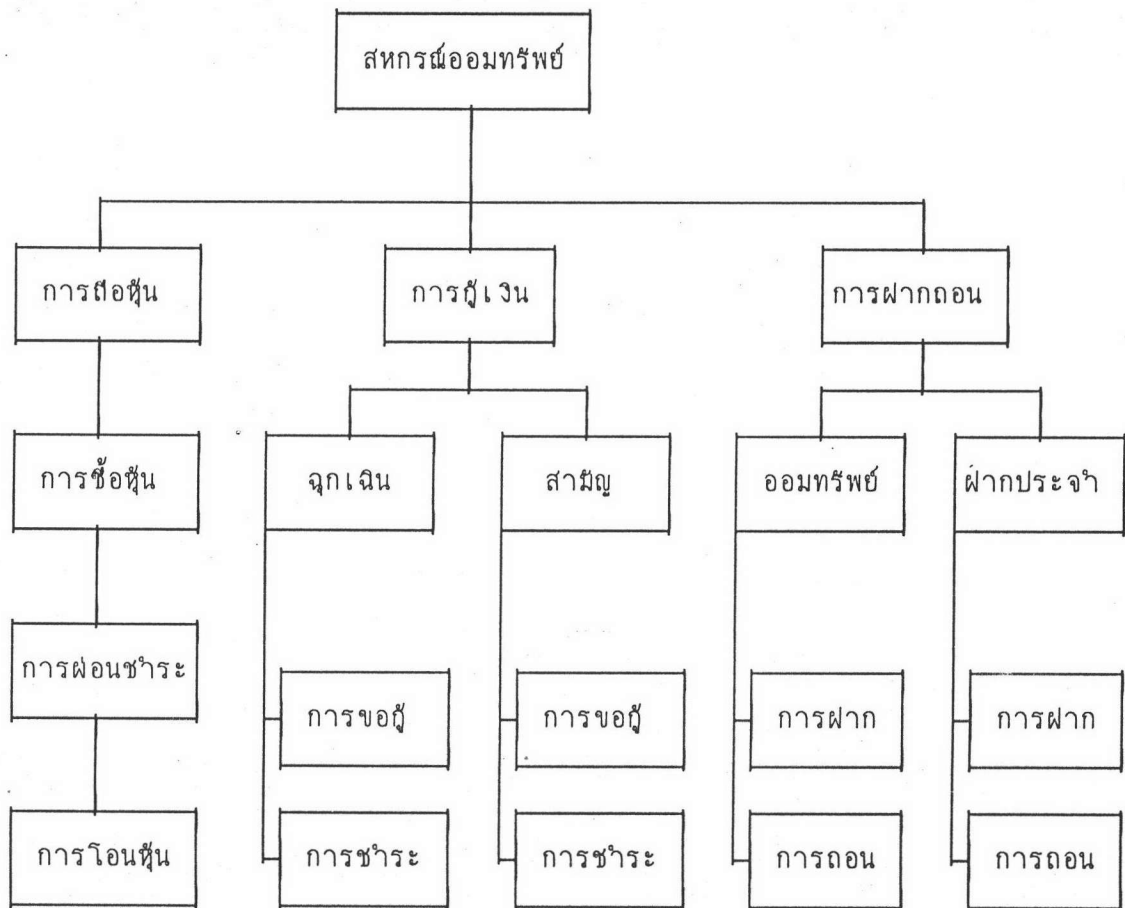 สหกรณ์ออมทรัพย์
การถือหุ้น
การกู้เงิน
การฝากถอน
การซื้อหุ้น
ฉุกเฉิน
สามัญ
ออมทรัพย์
ฝากประจำ
การผ่อนชำระ
การขอกู้
การขอกู้
การฝาก
การฝาก
การโอนหุ้น
การชำระ
การชำระ
การถอน
การถอน